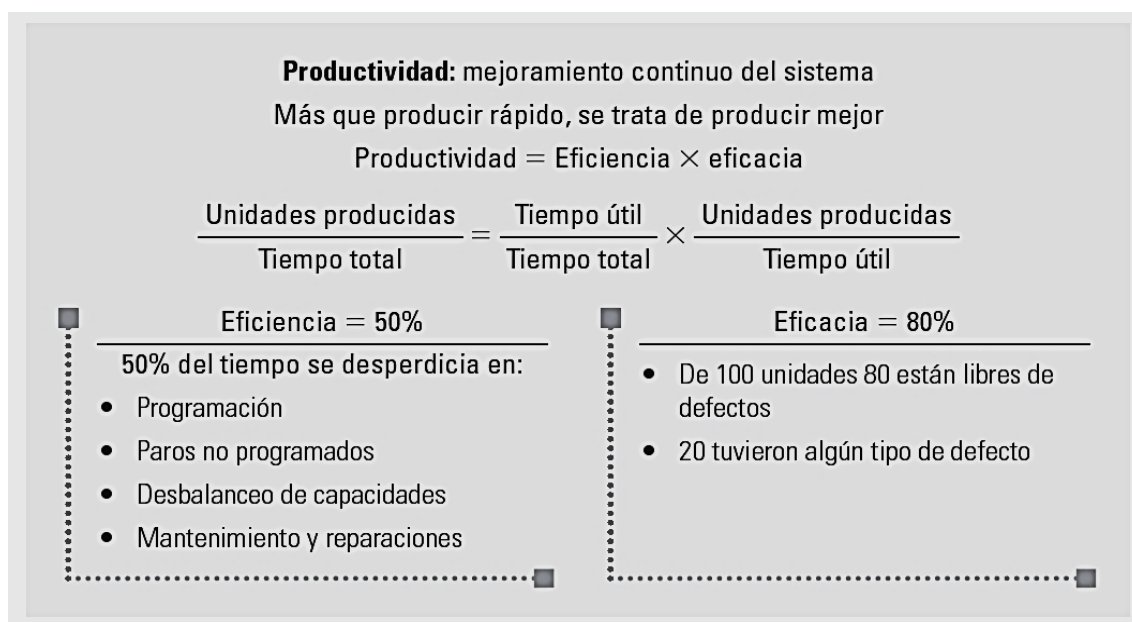 Productividad: mejoramiento continuo del sistema
Más que producir rápido, se trata de producir mejor
Productividad = Eficiencia × eficacia
Unidades producidas / Tiempo total = Tiempo útil / Tiempo total × Unidades producidas / Tiempo útil
Eficiencia = 50%
50% del tiempo se desperdicia en:
• Programación
• Paros no programados
• Desbalanceo de capacidades
• Mantenimiento y reparaciones
Eficacia = 80%
• De 100 unidades 80 están libres de
defectos
• 20 tuvieron algún tipo de defecto